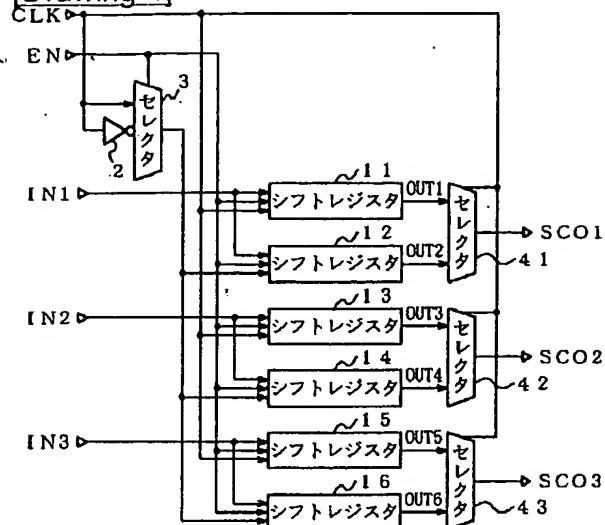 [Drawing 1]
CLK
EN
セレクタ
3
2
IN1
シフトレジスタ
11
OUT1
セレクタ
SCO1
シフトレジスタ
12
OUT2
41
IN2
シフトレジスタ
13
OUT3
セレクタ
SCO2
シフトレジスタ
14
OUT4
42
IN3
シフトレジスタ
15
OUT5
セレクタ
SCO3
シフトレジスタ
16
OUT6
43